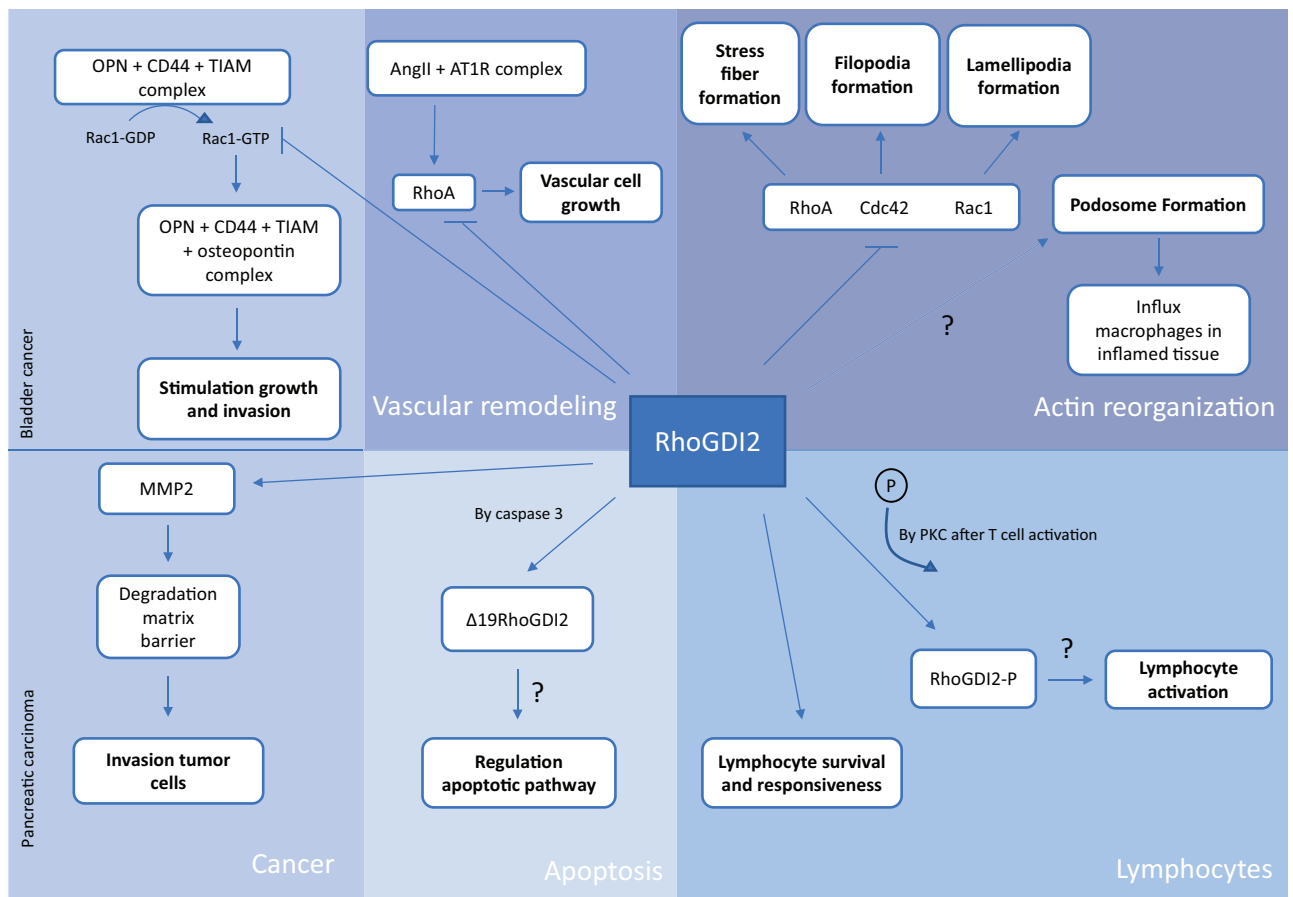 OPN + CD44 + TIAM
complex
Rac1-GDP
Rac1-GTP
OPN + CD44 + TIAM
+ osteopontin
complex
Stimulation growth
and invasion
Bladder cancer
AngII + AT1R complex
RhoA
Vascular cell
growth
Vascular remodeling
Stress
fiber
formation
Filopodia
formation
Lamellipodia
formation
RhoA Cdc42 Rac1
Podosome Formation
?
Influx
macrophages in
inflamed tissue
Actin reorganization
RhoGDI2
MMP2
Degradation
matrix
barrier
Invasion tumor
cells
Pancreatic carcinoma
Cancer
By caspase 3
Δ19RhoGDI2
?
Regulation
apoptotic pathway
Apoptosis
P
By PKC after T cell activation
RhoGDI2-P
?
Lymphocyte
activation
Lymphocyte survival
and responsiveness
Lymphocytes